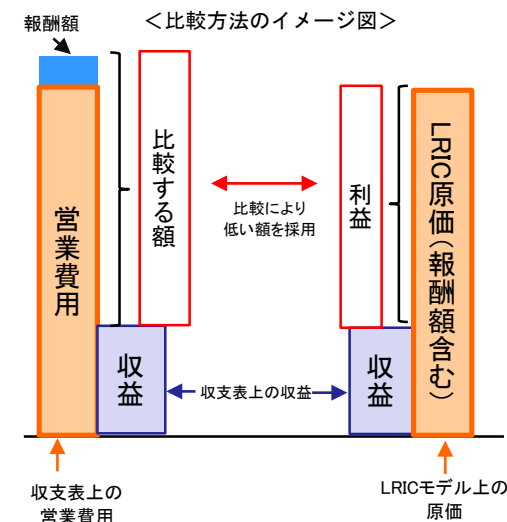 ＜比較方法のイメージ図＞
報酬額
営業費用
比較する額
収益
比較により
低い額を採用
収支表上の収益
利益
収益
LRIC原価(報酬額含む)
収支表上の
営業費用
LRICモデル上の
原価